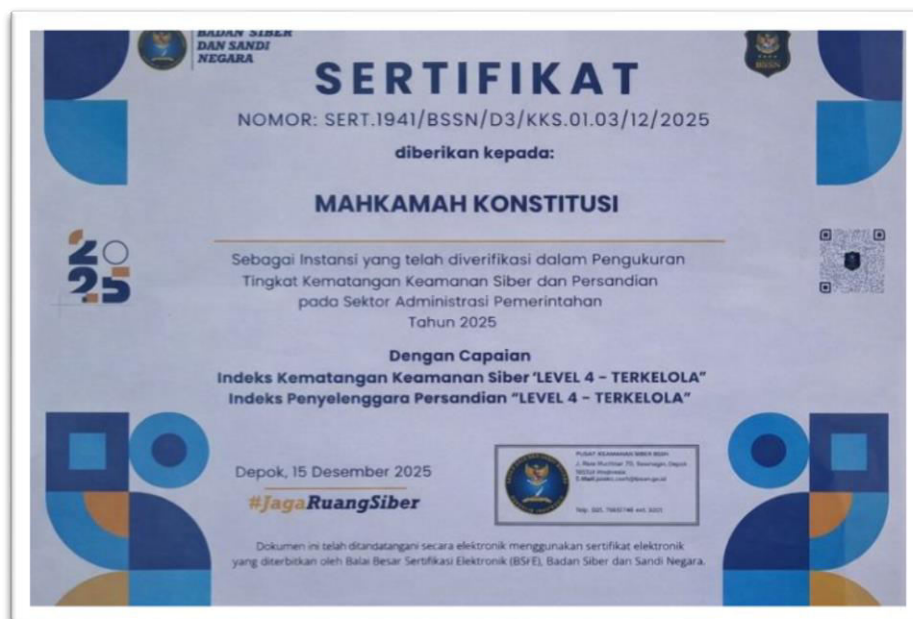 BADAN SIBER
DAN SANDI
NEGARA
BSSN
SERTIFIKAT
NOMOR: SERT.1941/BSSN/D3/KKS.01.03/12/2025
diberikan kepada:
MAHKAMAH KONSTITUSI
2025
Sebagai Instansi yang telah diverifikasi dalam Pengukuran
Tingkat Kematangan Keamanan Siber dan Persandian
pada Sektor Administrasi Pemerintahan
Tahun 2025
Dengan Capaian
Indeks Kematangan Keamanan Siber 'LEVEL 4 - TERKELOLA"
Indeks Penyelenggara Persandian "LEVEL 4 - TERKELOLA"
Depok, 15 Desember 2025
#JagaRuangSiber
PUSAT KEAMANAN SIBER BSSN
Dokumen ini telah ditandatangani secara elektronik menggunakan sertifikat elektronik
yang diterbitkan oleh Balai Besar Sertifikasi Elektronik (BSrE), Badan Siber dan Sandi Negara.